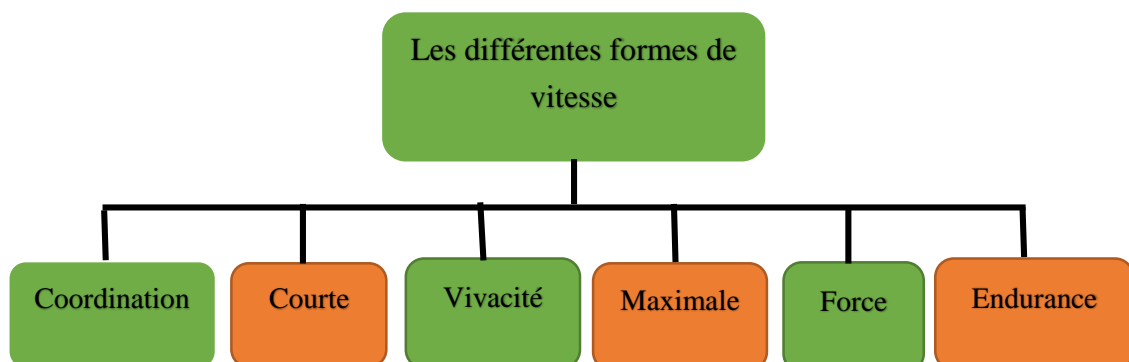 Les différentes formes de
vitesse
Coordination
Courte
Vivacité
Maximale
Force
Endurance